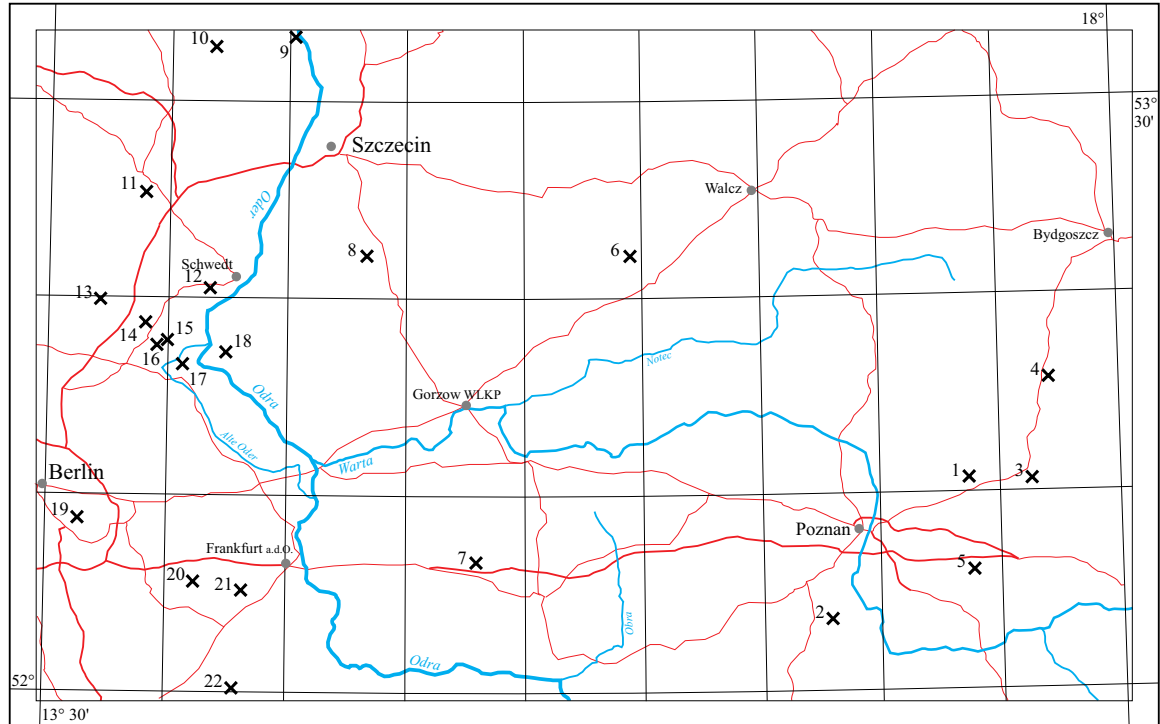 18°
10
9
53°
30'
Szczecin
11
Walcz
Oder
Bydgoszcz
8
6
Schwedt
12
13
14
15
16
17
18
Notec
4
Gorzow WLKP
Odra
Alte Oder
Warta
Berlin
1
3
19
Poznan
Frankfurt a.d.O.
7
5
20
21
2
Obra
Odra
22
52°
13° 30'